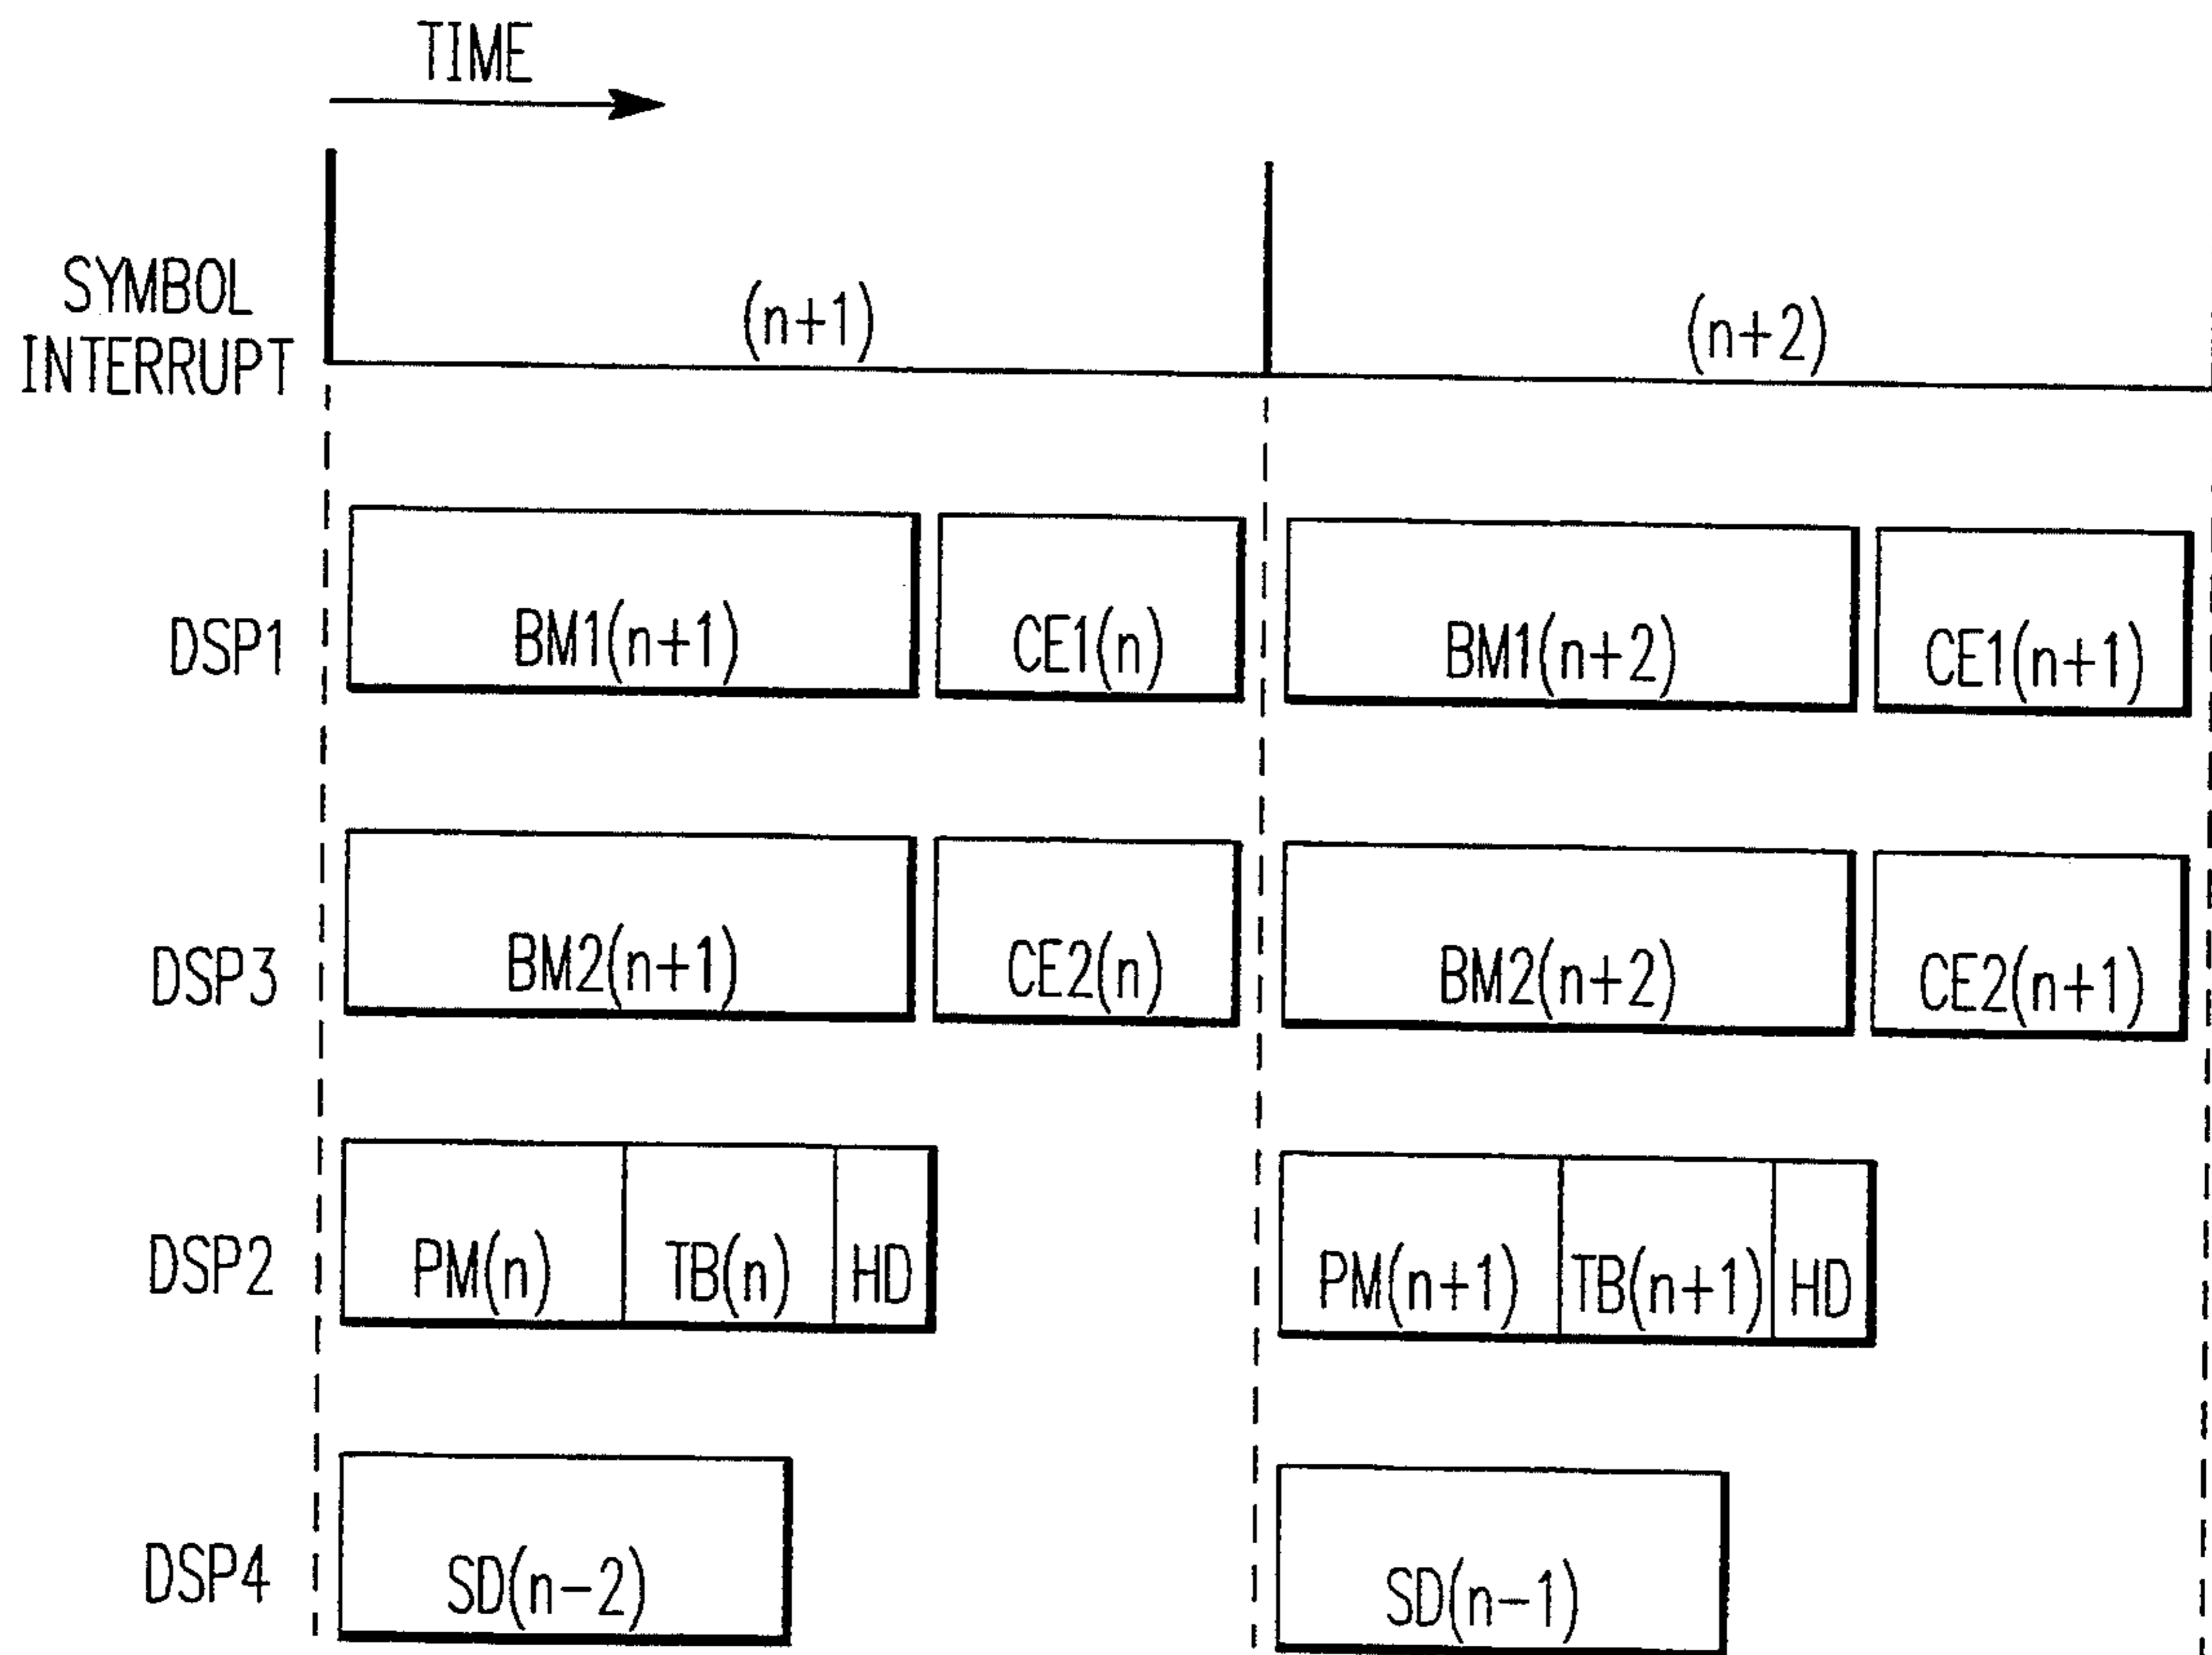 TIME
SYMBOL
INTERRUPT
(n+1)
(n+2)
DSP1
BM1(n+1)
CE1(n)
BM1(n+2)
CE1(n+1)
DSP3
BM2(n+1)
CE2(n)
BM2(n+2)
CE2(n+1)
DSP2
PM(n)
TB(n)
HD
PM(n+1)
TB(n+1)
HD
DSP4
SD(n-2)
SD(n-1)